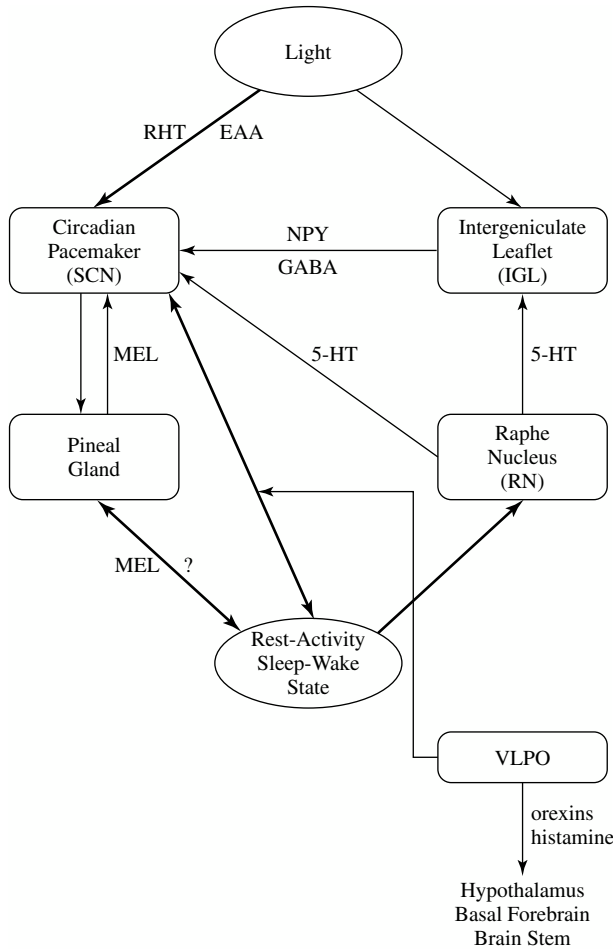 Light
RHT EAA
Circadian
Pacemaker
(SCN)
NPY
GABA
Intergeniculate
Leaflet
(IGL)
MEL
5-HT
5-HT
Pineal
Gland
Raphe
Nucleus
(RN)
MEL ?
Rest-Activity
Sleep-Wake
State
VLPO
orexins
histamine
Hypothalamus
Basal Forebrain
Brain Stem